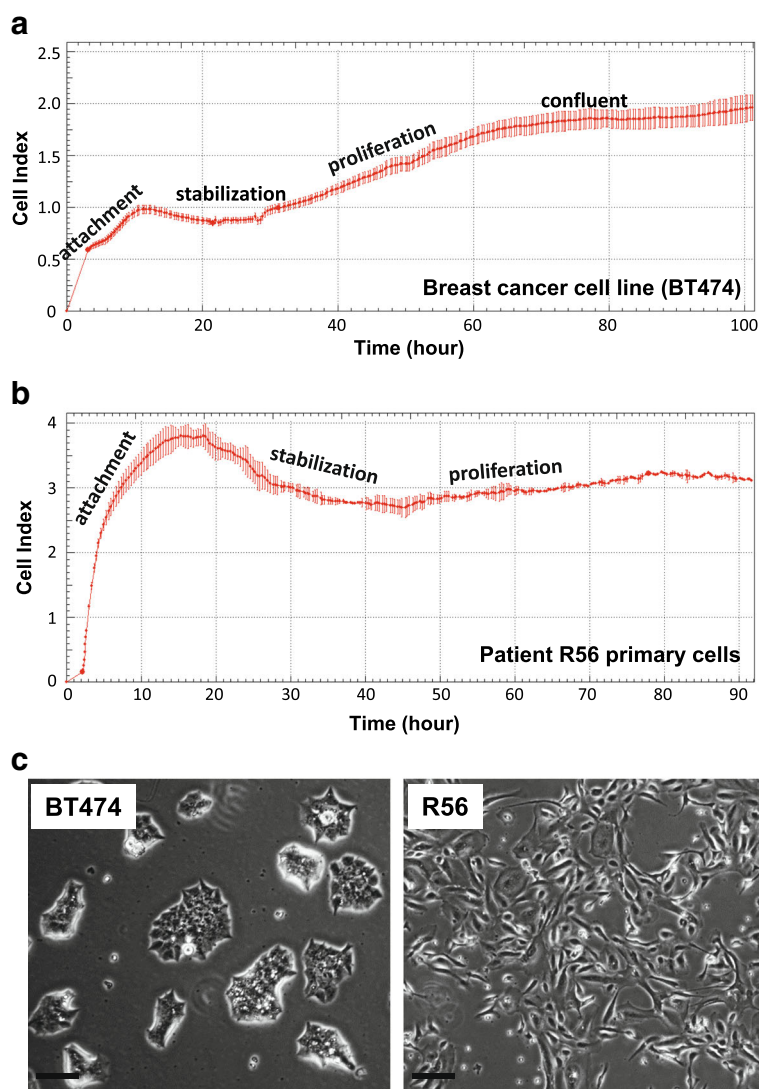 a
2.5
2.0
1.5
1.0
0.5
0
Cell Index
attachment
stabilization
proliferation
confluent
Breast cancer cell line (BT474)
0 20 40 60 80 100
Time (hour)
b
4
3
2
1
0
Cell Index
attachment
stabilization
proliferation
Patient R56 primary cells
0 10 20 30 40 50 60 70 80 90
Time (hour)
c
BT474
R56